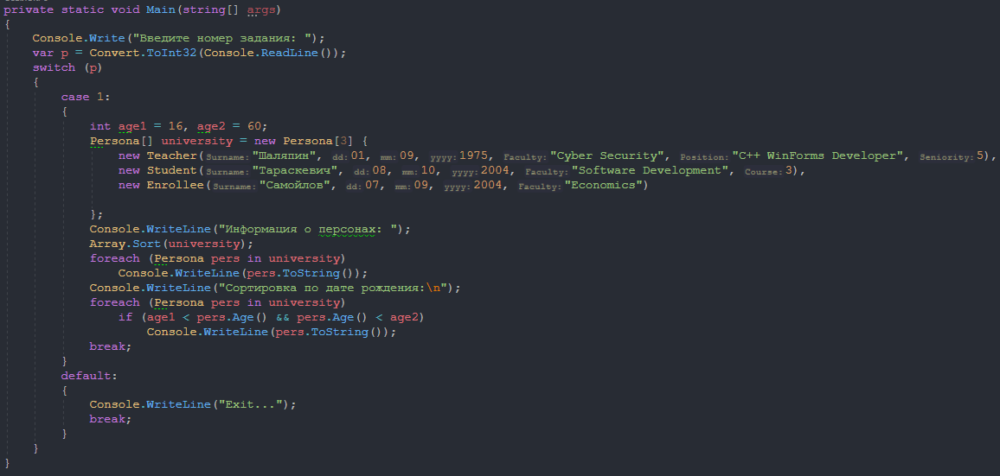 private static void Main(string[] args)
{
    Console.Write("Введите номер задания: ");
    var p = Convert.ToInt32(Console.ReadLine());
    switch (p)
    {
        case 1:
        {
            int age1 = 16, age2 = 60;
            Persona[] university = new Persona[3] {
                new Teacher(Surname: "Шаляпин", dd: 01, mm: 09, yyyy: 1975, Faculty: "Cyber Security", Position: "C++ WinForms Developer", Seniority: 5),
                new Student(Surname: "Тараскевич", dd: 08, mm: 10, yyyy: 2004, Faculty: "Software Development", Course: 3),
                new Enrollee(Surname: "Самойлов", dd: 07, mm: 09, yyyy: 2004, Faculty: "Economics")
            };
            Console.WriteLine("Информация о персонах: ");
            Array.Sort(university);
            foreach (Persona pers in university)
                Console.WriteLine(pers.ToString());
            Console.WriteLine("Сортировка по дате рождения:\n");
            foreach (Persona pers in university)
                if (age1 < pers.Age() && pers.Age() < age2)
                    Console.WriteLine(pers.ToString());
            break;
        }
        default:
        {
            Console.WriteLine("Exit...");
            break;
        }
    }
}